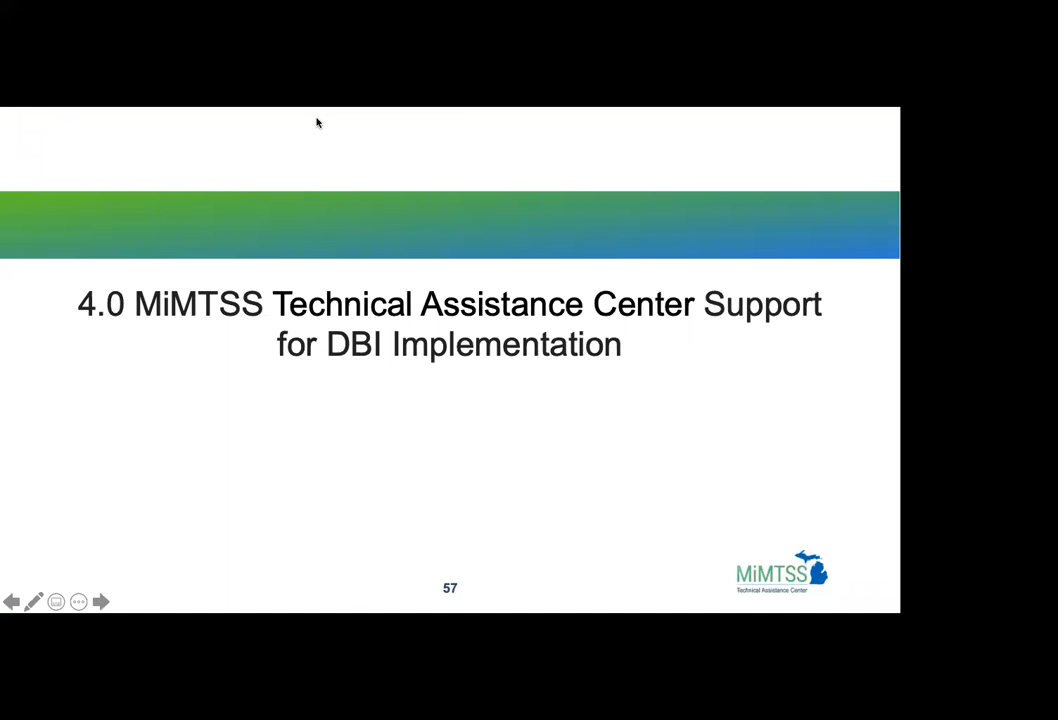 4.0 MiMTSS Technical Assistance Center Support
for DBI Implementation
57
MiMTSS
Technical Assistance Center